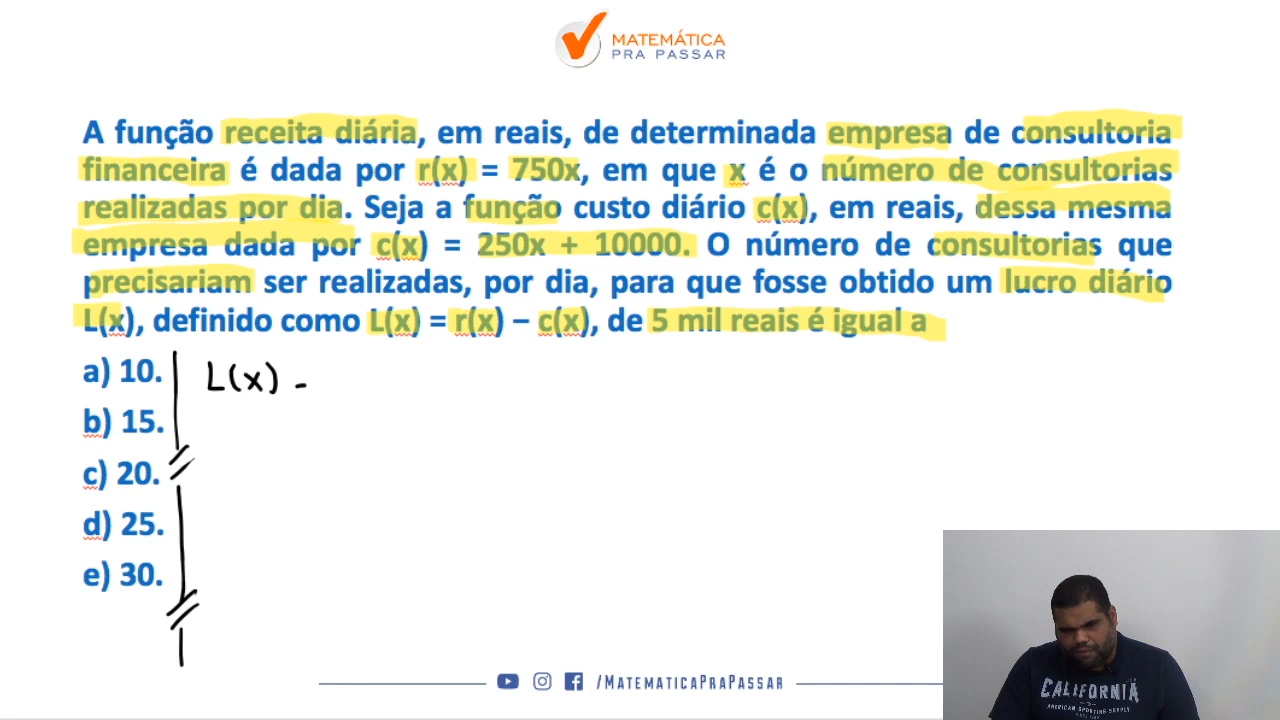 MATEMÁTICA
PRA PASSAR
A função receita diária, em reais, de determinada empresa de consultoria
financeira é dada por r(x) = 750x, em que x é o número de consultorias
realizadas por dia. Seja a função custo diário c(x), em reais, dessa mesma
empresa dada por c(x) = 250x + 10000. O número de consultorias que
precisariam ser realizadas, por dia, para que fosse obtido um lucro diário
L(x), definido como L(x) = r(x) – c(x), de 5 mil reais é igual a
a) 10.
L(x) -
b) 15.
c) 20.
d) 25.
e) 30.
/MATEMATICAPRAPASSAR
CALIFORNIA
AMERICAN SPORTING SUPPLY